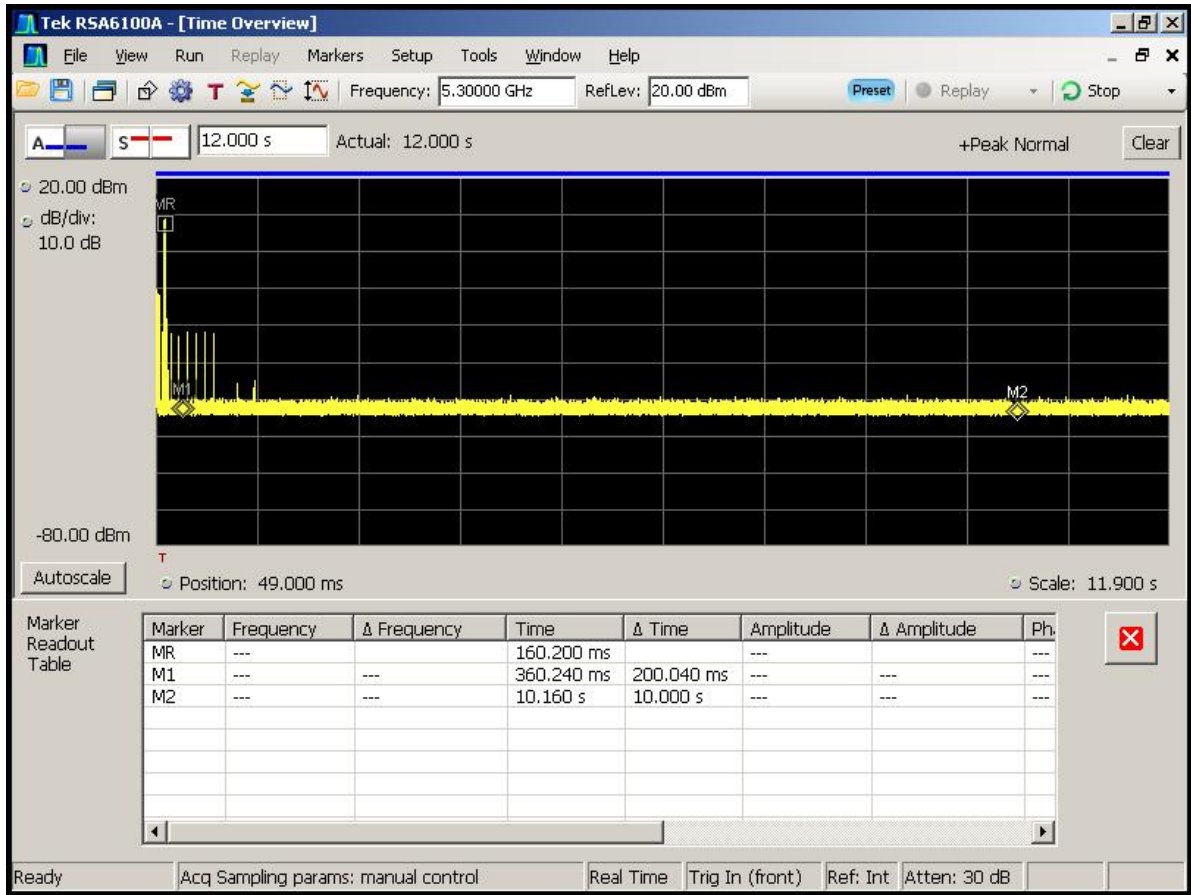 Tek RSA6100A - [Time Overview]
File View Run Replay Markers Setup Tools Window Help
T Frequency: 5.30000 GHz RefLev: 20.00 dBm Preset Replay Stop
A S 12.000 s Actual: 12.000 s +Peak Normal Clear
20.00 dBm
dB/div:
10.0 dB
MR
M1
M2
-80.00 dBm
T
Autoscale Position: 49.000 ms Scale: 11.900 s
Marker
Readout
Table
Marker Frequency Δ Frequency Time Δ Time Amplitude Δ Amplitude Ph.
MR --- 160.200 ms --- ---
M1 --- --- 360.240 ms 200.040 ms --- --- ---
M2 --- --- 10.160 s 10.000 s --- --- ---
Ready Acq Sampling params: manual control Real Time Trig In (front) Ref: Int Atten: 30 dB